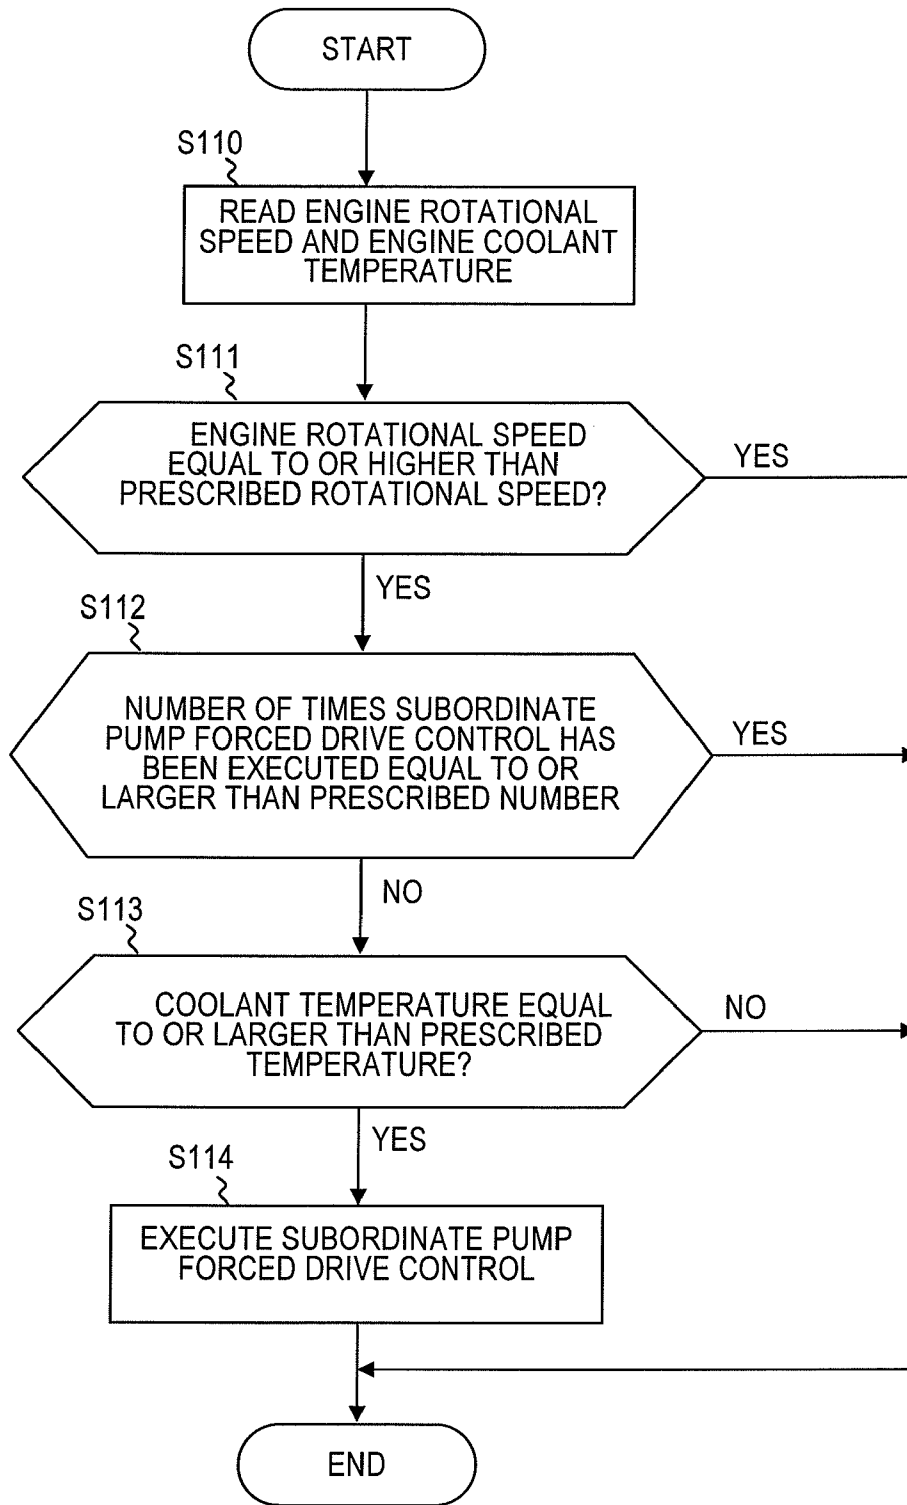 START
S110
READ ENGINE ROTATIONAL
SPEED AND ENGINE COOLANT
TEMPERATURE
S111
ENGINE ROTATIONAL SPEED
EQUAL TO OR HIGHER THAN
PRESCRIBED ROTATIONAL SPEED?
YES
YES
S112
NUMBER OF TIMES SUBORDINATE
PUMP FORCED DRIVE CONTROL HAS
BEEN EXECUTED EQUAL TO OR
LARGER THAN PRESCRIBED NUMBER
YES
NO
S113
COOLANT TEMPERATURE EQUAL
TO OR LARGER THAN PRESCRIBED
TEMPERATURE?
NO
YES
S114
EXECUTE SUBORDINATE PUMP
FORCED DRIVE CONTROL
END